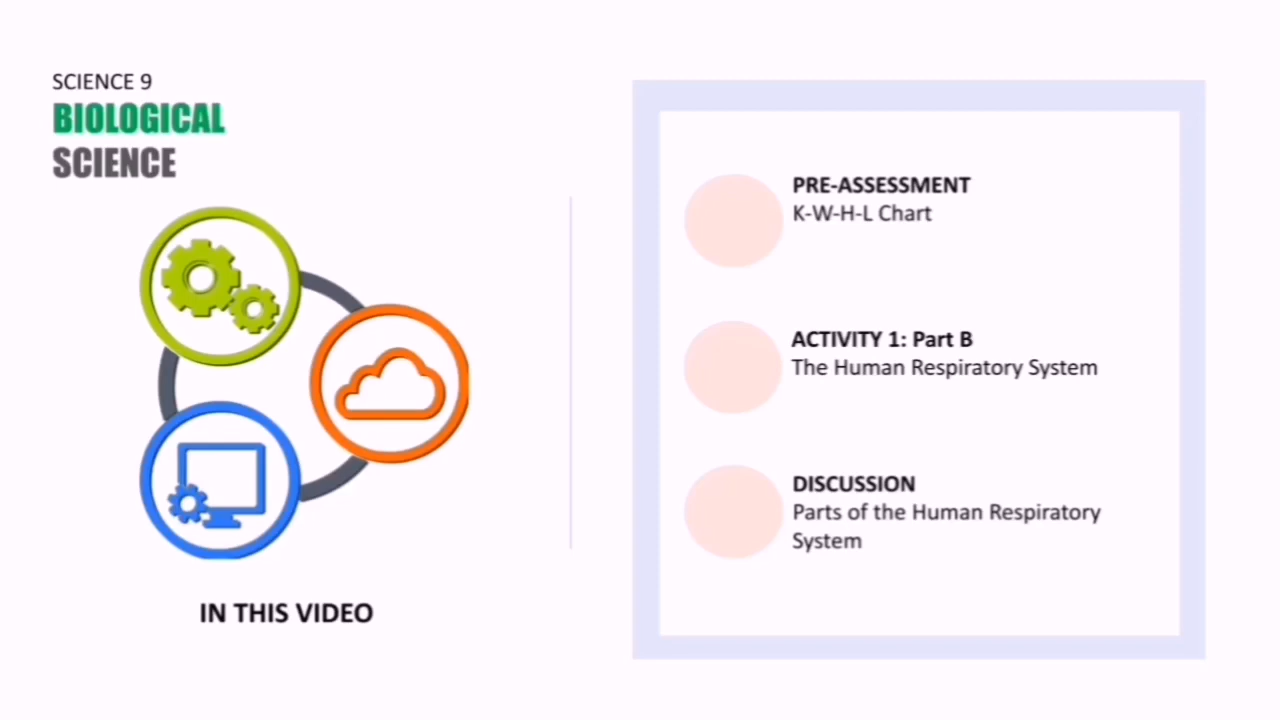 SCIENCE 9
BIOLOGICAL
SCIENCE
IN THIS VIDEO
PRE-ASSESSMENT
K-W-H-L Chart
ACTIVITY 1: Part B
The Human Respiratory System
DISCUSSION
Parts of the Human Respiratory
System